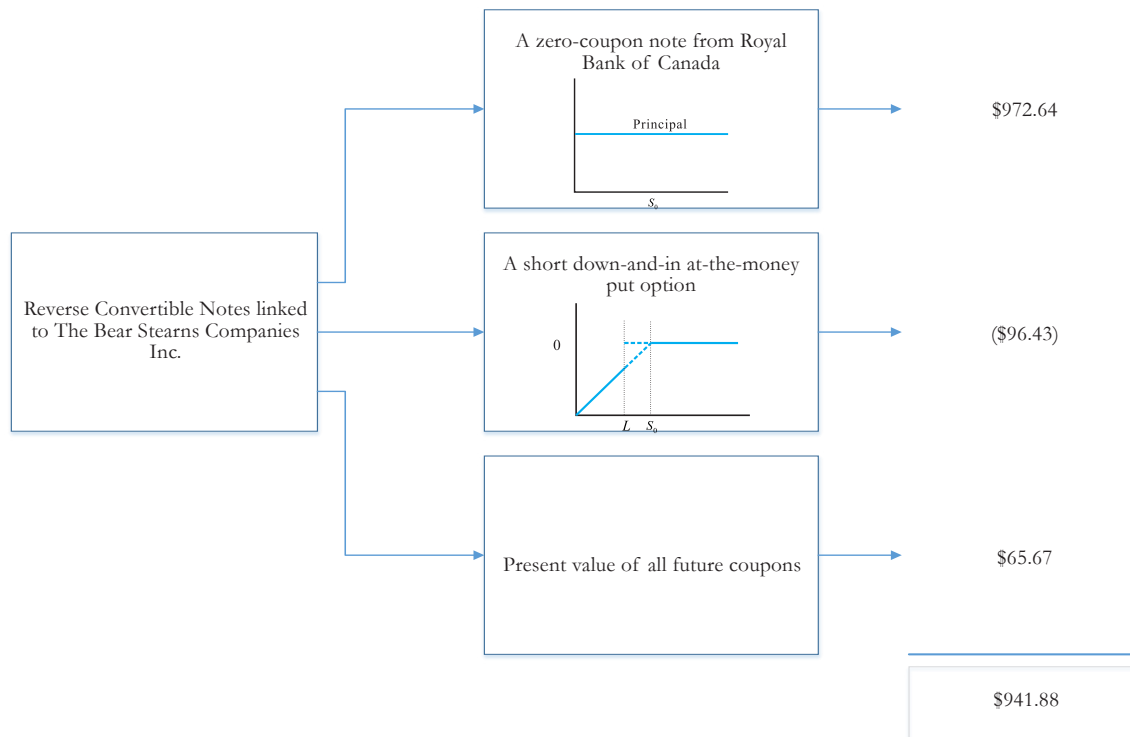 A zero-coupon note from Royal
Bank of Canada
Principal
S₀
$972.64
Reverse Convertible Notes linked
to The Bear Stearns Companies
Inc.
A short down-and-in at-the-money
put option
0
L S₀
($96.43)
Present value of all future coupons
$65.67
$941.88